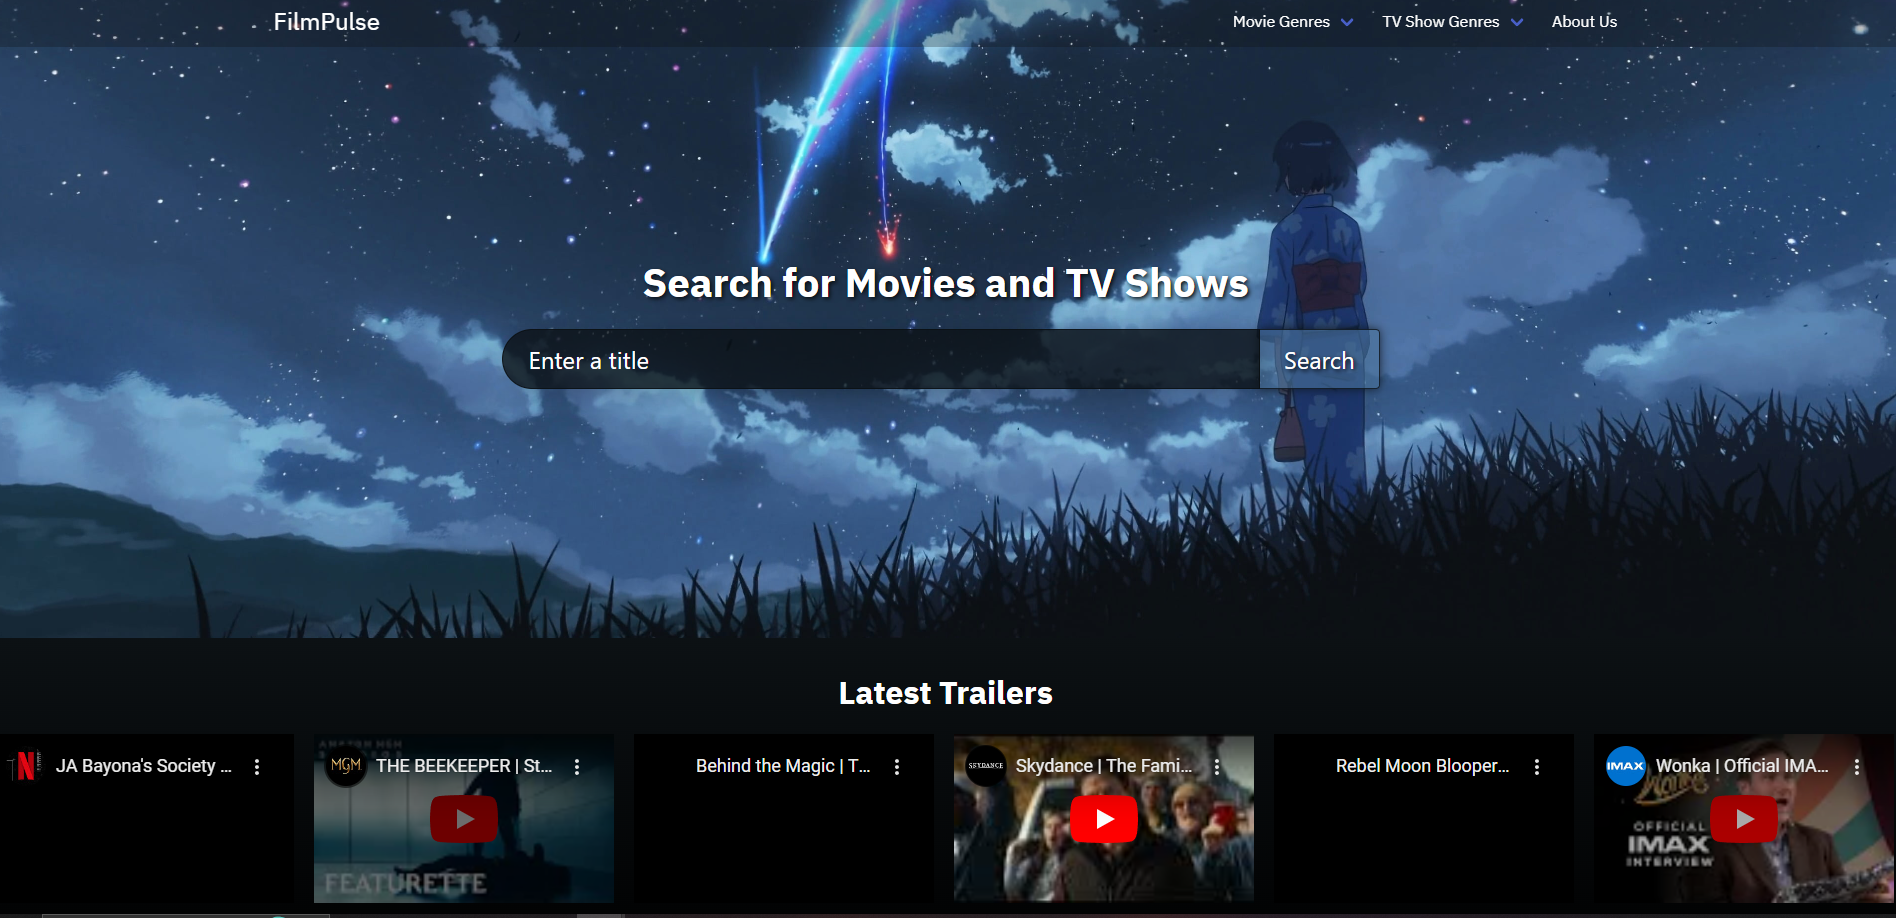 FilmPulse
Movie Genres
TV Show Genres
About Us
Search for Movies and TV Shows
Enter a title
Search
Latest Trailers
N
JA Bayona's Society ...
MGM
THE BEEKEEPER | St...
FEATURETTE
Behind the Magic | T...
SKYDANCE
Skydance | The Fami...
Rebel Moon Blooper...
IMAX
Wonka | Official IMA...
Wonka
OFFICIAL
IMAX
INTERVIEW